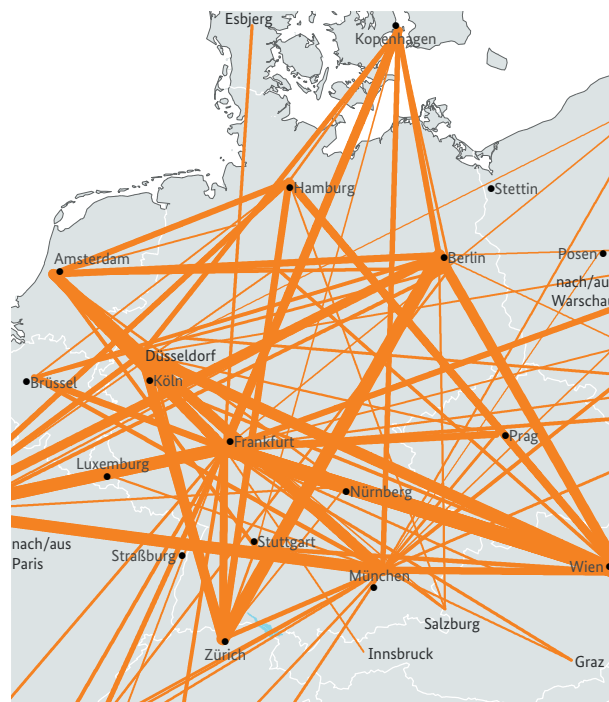 Esbjerg
Kopenhagen
Hamburg
Stettin
Amsterdam
Berlin
Posen
nach/aus
Warschau
Düsseldorf
Brüssel
Köln
Frankfurt
Prag
Luxemburg
Nürnberg
nach/aus
Paris
Straßburg
Stuttgart
München
Wien
Salzburg
Zürich
Innsbruck
Graz